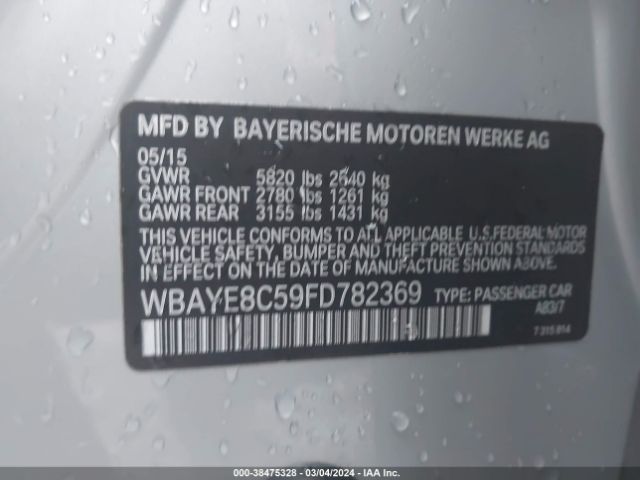 MFD BY BAYERISCHE MOTOREN WERKE AG
05/15
GVWR 5820 lbs 2640 kg
GAWR FRONT 2780 lbs 1261 kg
GAWR REAR 3155 lbs 1431 kg
THIS VEHICLE CONFORMS TO ALL APPLICABLE U.S.FEDERAL MOTOR
VEHICLE SAFETY, BUMPER AND THEFT PREVENTION STANDARDS
IN EFFECT ON THE DATE OF MANUFACTURE SHOWN ABOVE.
WBAYE8C59FD782369 TYPE: PASSENGER CAR
A83/7
7 315 814
000-38475328 - 03/04/2024 - IAA Inc.